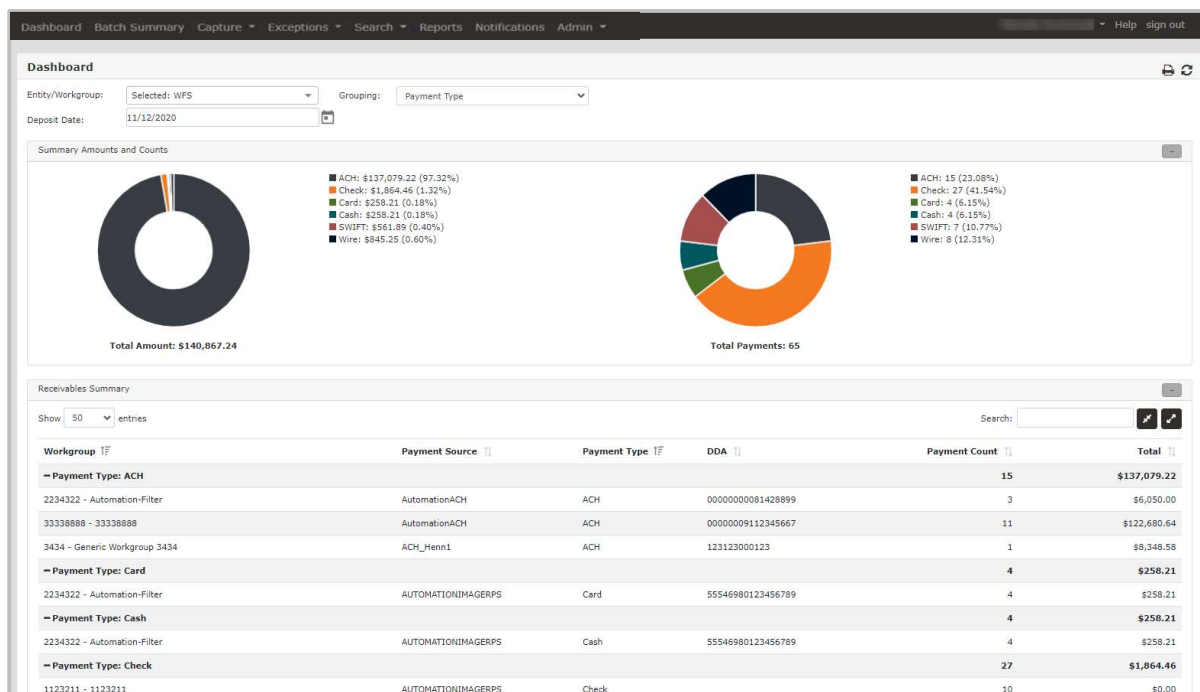 Dashboard Batch Summary Capture Exceptions Search Reports Notifications Admin Help sign out
Dashboard
Entity/Workgroup: Selected: WFS Grouping: Payment Type
Deposit Date: 11/12/2020
Summary Amounts and Counts
ACH: $137,079.22 (97.32%)
Check: $1,864.46 (1.32%)
Card: $258.21 (0.18%)
Cash: $258.21 (0.18%)
SWIFT: $561.89 (0.40%)
Wire: $845.25 (0.60%)
Total Amount: $140,867.24
ACH: 15 (23.08%)
Check: 27 (41.54%)
Card: 4 (6.15%)
Cash: 4 (6.15%)
SWIFT: 7 (10.77%)
Wire: 8 (12.31%)
Total Payments: 65
Receivables Summary
Show 50 entries Search:
Workgroup Payment Source Payment Type DDA Payment Count Total
Payment Type: ACH 15 $137,079.22
2234322 - Automation-Filter AutomationACH ACH 00000000081428899 3 $6,050.00
33338888 - 33338888 AutomationACH ACH 00000009112345667 11 $122,680.64
3434 - Generic Workgroup 3434 ACH_Henn1 ACH 123123000123 1 $8,348.58
Payment Type: Card 4 $258.21
2234322 - Automation-Filter AUTOMATIONIMAGERPS Card 55546980123456789 4 $258.21
Payment Type: Cash 4 $258.21
2234322 - Automation-Filter AUTOMATIONIMAGERPS Cash 55546980123456789 4 $258.21
Payment Type: Check 27 $1,864.46
1123211 - 1123211 AUTOMATIONIMAGERPS Check 10 $0.00